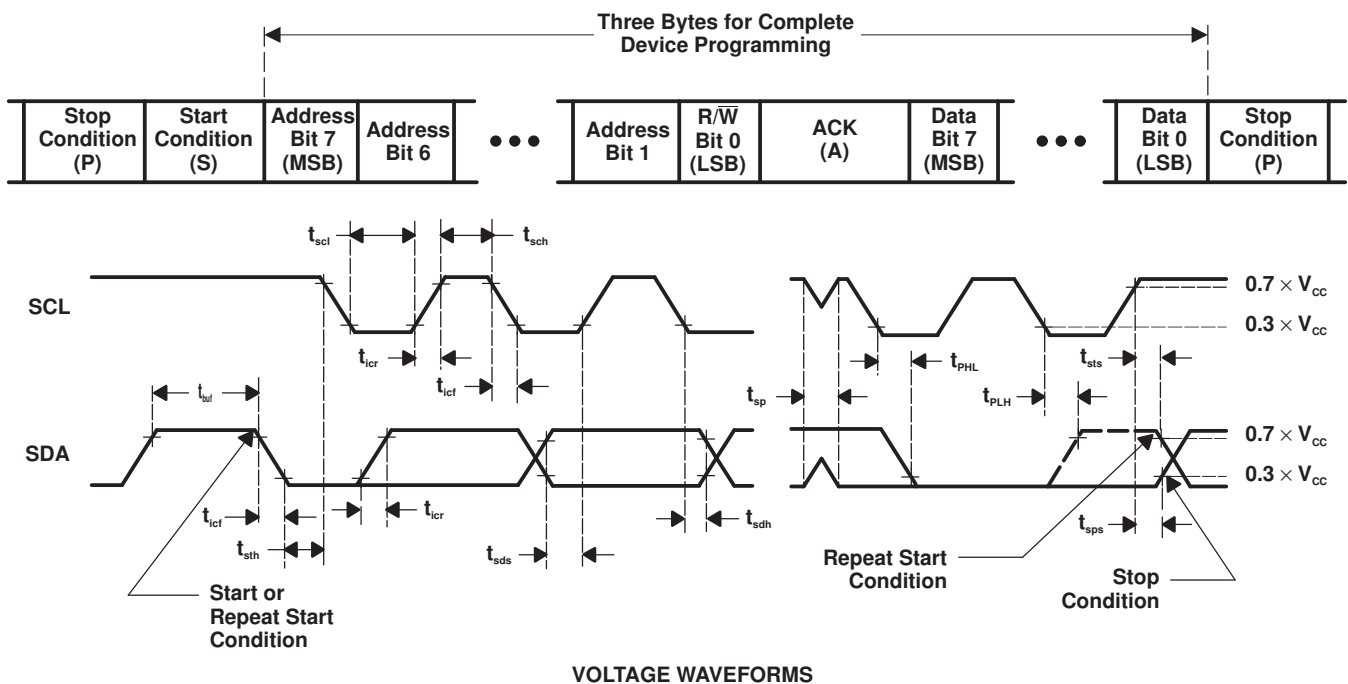 Three Bytes for Complete
Device Programming
Stop
Condition
(P)
Start
Condition
(S)
Address
Bit 7
(MSB)
Address
Bit 6
•••
Address
Bit 1
R/W̅
Bit 0
(LSB)
ACK
(A)
Data
Bit 7
(MSB)
•••
Data
Bit 0
(LSB)
Stop
Condition
(P)
tscl
tsch
SCL
0.7 × VCC
0.3 × VCC
ticr
ticf
tPHL
tsts
tbuf
tsp
tPLH
SDA
0.7 × VCC
0.3 × VCC
ticf
ticr
tsdh
tsps
tsth
tsds
Start or
Repeat Start
Condition
Repeat Start
Condition
Stop
Condition
VOLTAGE WAVEFORMS